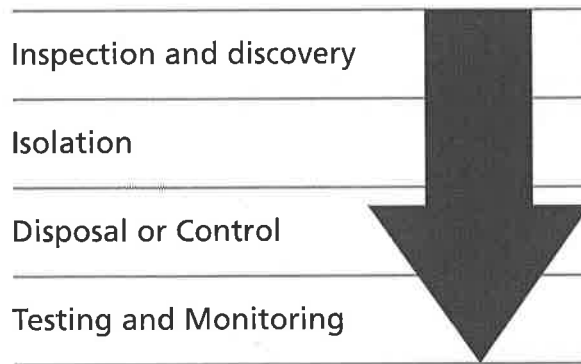 Inspection and discovery
Isolation
Disposal or Control
Testing and Monitoring